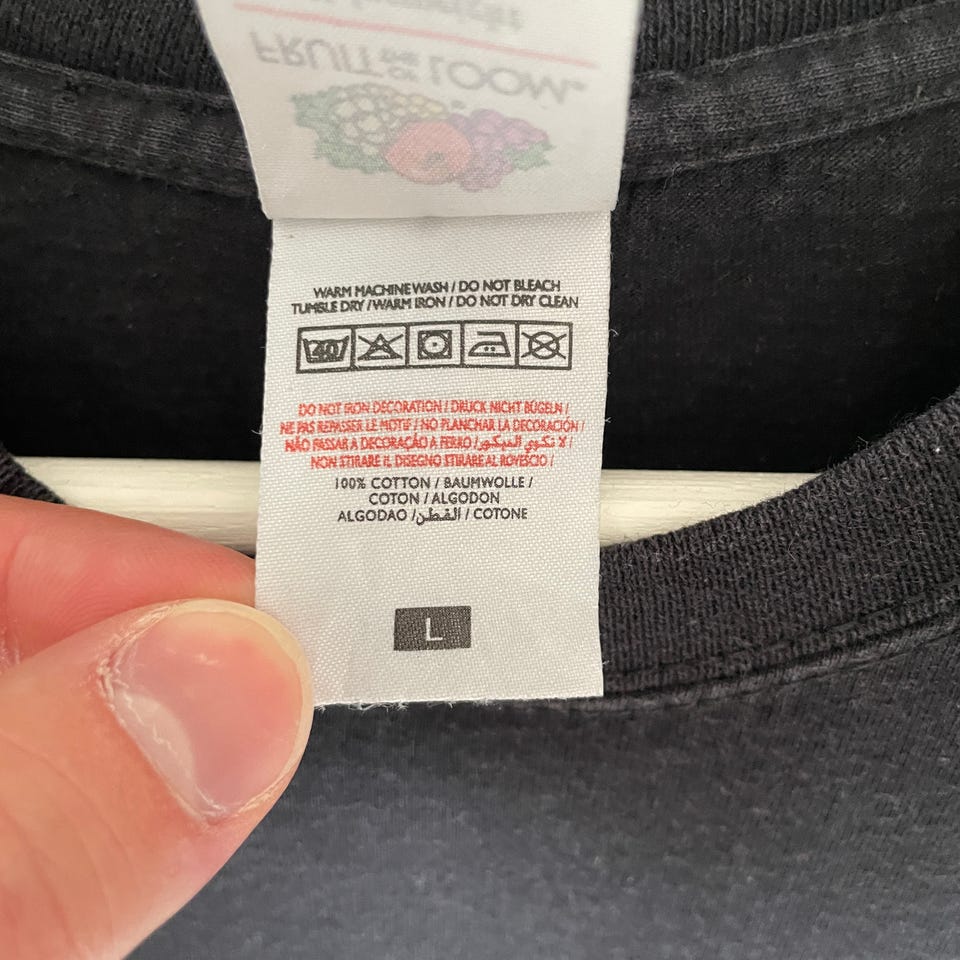 FRUIT OF THE LOOM
WARM MACHINE WASH / DO NOT BLEACH
TUMBLE DRY / WARM IRON / DO NOT DRY CLEAN
40
DO NOT IRON DECORATION / DRUCK NICHT BÜGELN /
NE PAS REPASSER LE MOTIF / NO PLANCHAR LA DECORACIÓN /
NÃO PASSAR A DECORAÇÃO A FERRO / لا تكوي الديكور /
NON STIRARE IL DISEGNO STIRARE AL ROVESCIO /
100% COTTON / BAUMWOLLE /
COTON / ALGODON
ALGODAO / القطن / COTONE
L